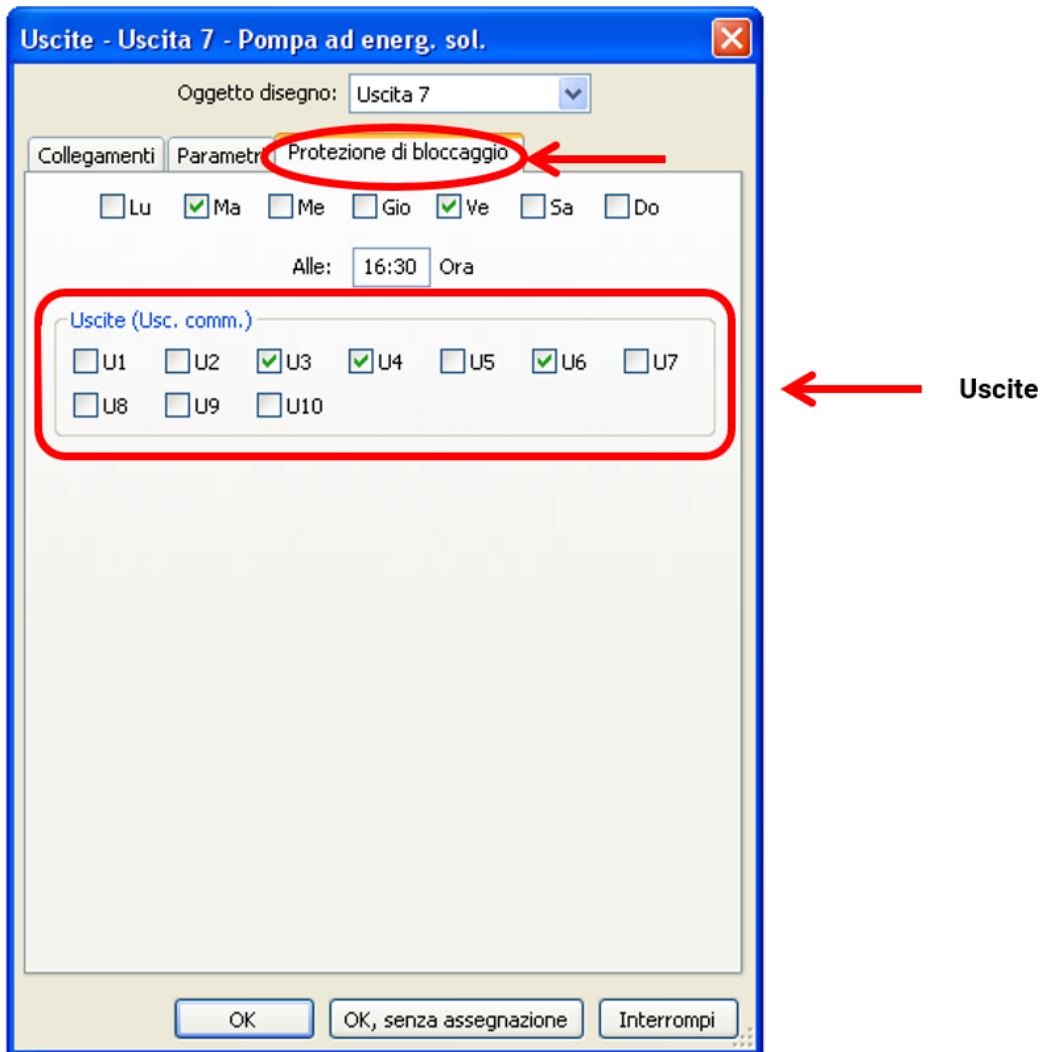 Uscite - Uscita 7 - Pompa ad energ. sol.
Oggetto disegno: Uscita 7
Collegamenti Parametri Protezione di bloccaggio
Lu Ma Me Gio Ve Sa Do
Alle: 16:30 Ora
Uscite (Usc. comm.)
U1 U2 U3 U4 U5 U6 U7
Uscite
U8 U9 U10
OK OK, senza assegnazione Interrompi